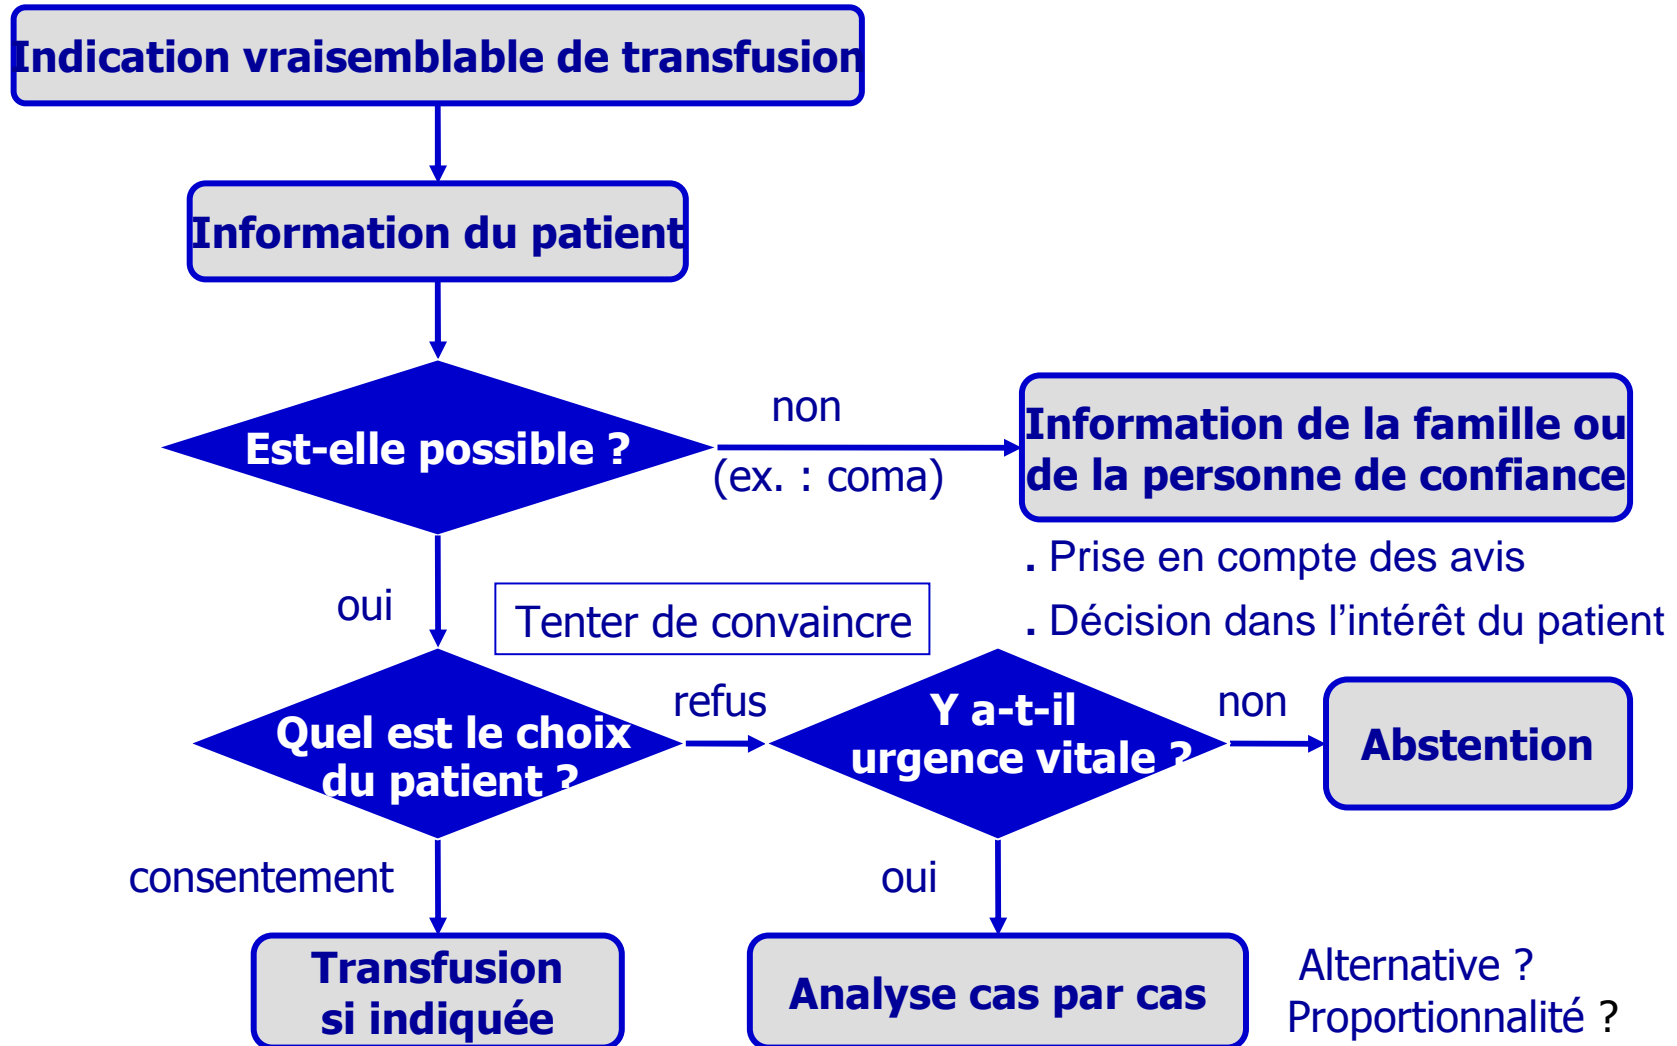 Indication vraisemblable de transfusion
Information du patient
Est-elle possible ?
non
(ex. : coma)
Information de la famille ou
de la personne de confiance
. Prise en compte des avis
. Décision dans l'intérêt du patient
oui
Tenter de convaincre
Quel est le choix
du patient ?
refus
Y a-t-il
urgence vitale ?
non
Abstention
consentement
oui
Transfusion
si indiquée
Analyse cas par cas
Alternative ?
Proportionnalité ?